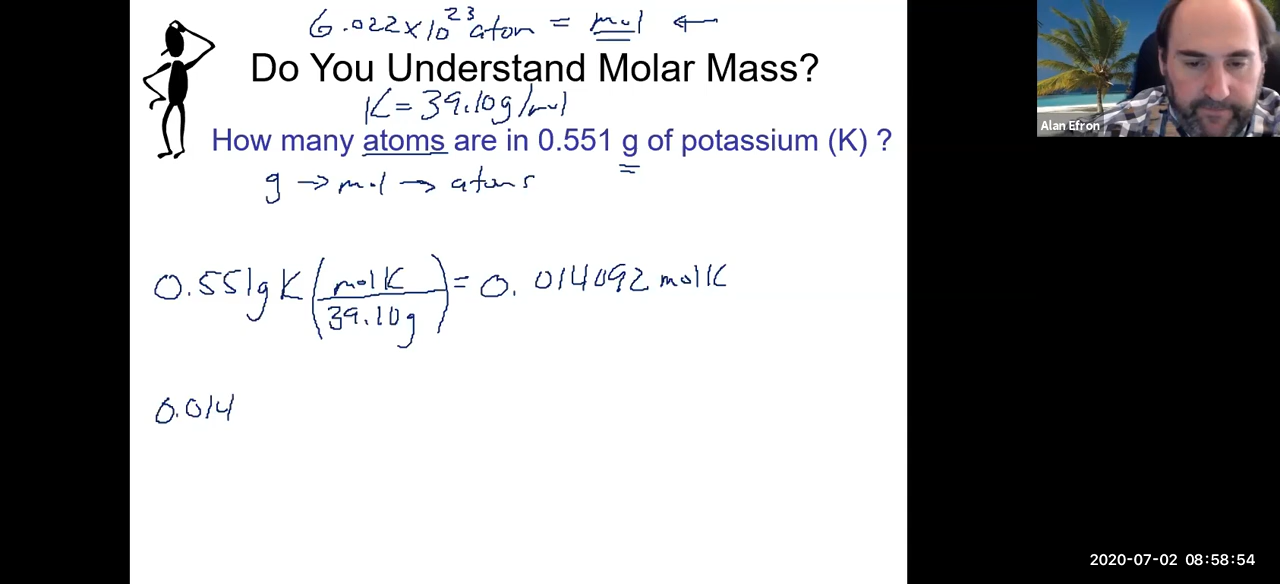 6.022x10^23 atom = mol ←
Do You Understand Molar Mass?
K = 39.10g/mol
How many atoms are in 0.551 g of potassium (K) ?
g → mol → atoms
0.551g K (mol K / 39.10g) = 0.014092 mol K
0.014
Alan Efron
2020-07-02 08:58:54